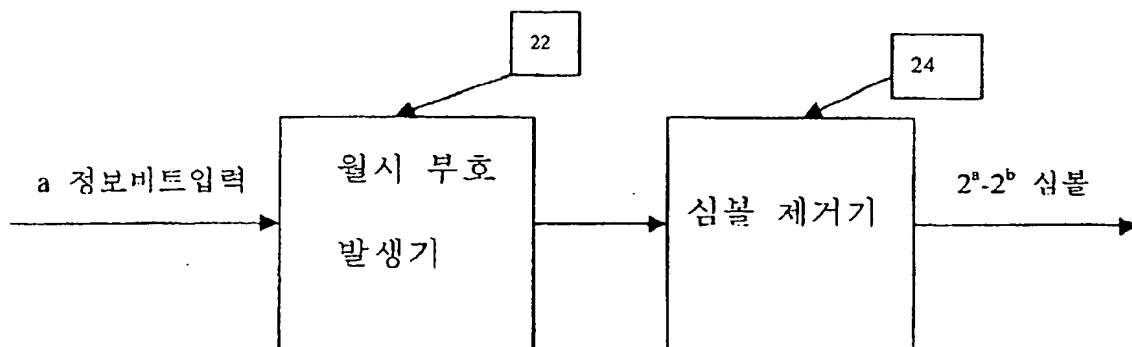 22
24
a 정보비트입력
월시 부호
발생기
심볼 제거기
2ᵃ-2ᵇ 심볼